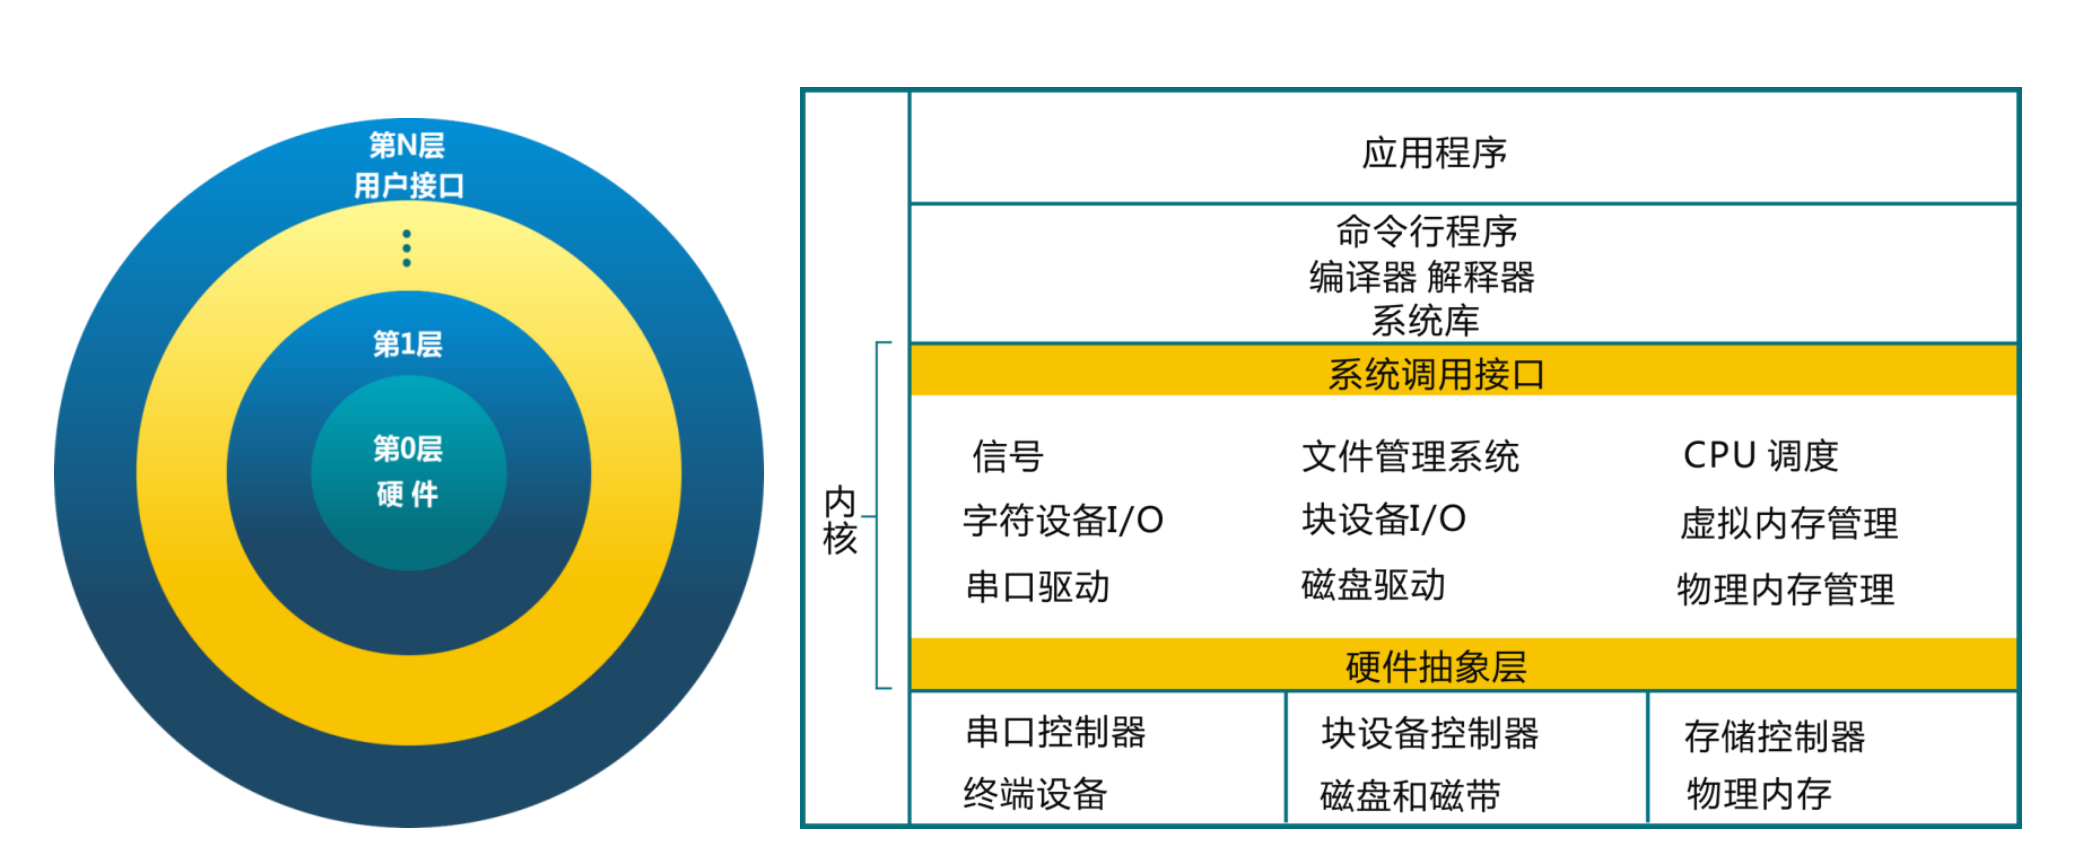 第N层
用户接口
第1层
第0层
硬 件
内核
应用程序
命令行程序
编译器 解释器
系统库
系统调用接口
信号 文件管理系统 CPU 调度
字符设备I/O 块设备I/O 虚拟内存管理
串口驱动 磁盘驱动 物理内存管理
硬件抽象层
串口控制器 块设备控制器 存储控制器
终端设备 磁盘和磁带 物理内存